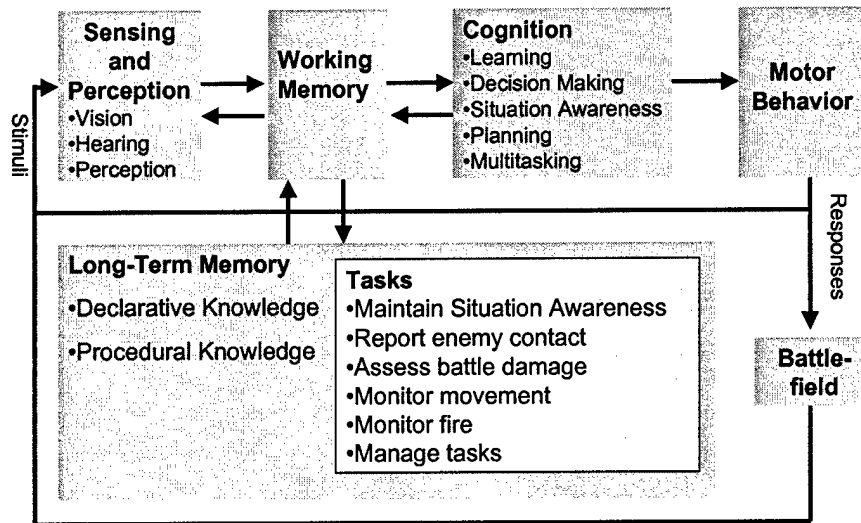 Sensing
and
Perception
•Vision
•Hearing
•Perception
Working
Memory
Cognition
•Learning
•Decision Making
•Situation Awareness
•Planning
•Multitasking
Motor
Behavior
Stimuli
Responses
Long-Term Memory
•Declarative Knowledge
•Procedural Knowledge
Tasks
•Maintain Situation Awareness
•Report enemy contact
•Assess battle damage
•Monitor movement
•Monitor fire
•Manage tasks
Battle-
field